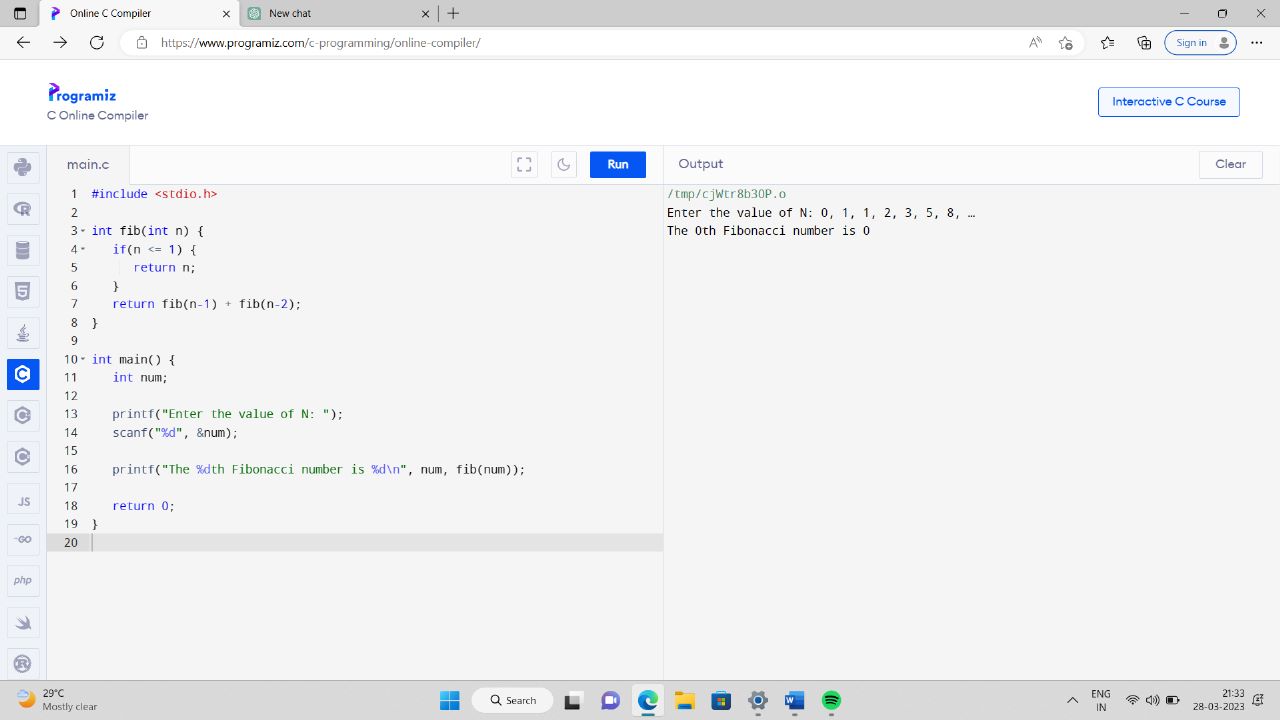 Online C Compiler
New chat
https://www.programiz.com/c-programming/online-compiler/
Sign in
Programiz
C Online Compiler
Interactive C Course
main.c
Run
Output
Clear
1 #include <stdio.h>
2
3 int fib(int n) {
4 if(n <= 1) {
5 return n;
6 }
7 return fib(n-1) + fib(n-2);
8 }
9
10 int main() {
11 int num;
12
13 printf("Enter the value of N: ");
14 scanf("%d", &num);
15
16 printf("The %dth Fibonacci number is %d\n", num, fib(num));
17
18 return 0;
19 }
20
/tmp/cjWtr8b3OP.o
Enter the value of N: 0, 1, 1, 2, 3, 5, 8, …
The 0th Fibonacci number is 0
JS
GO
php
29°C
Mostly clear
Search
ENG
IN
21:33
28-03-2023